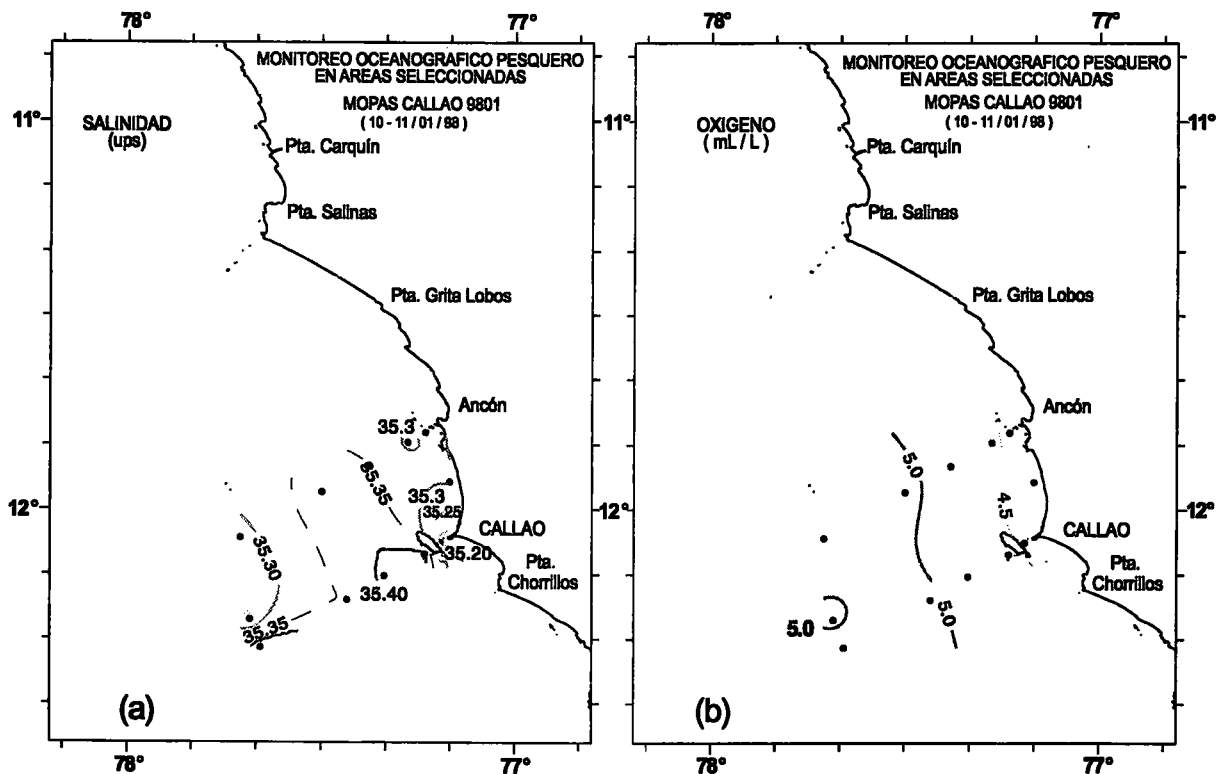 78°
77°
MONITOREO OCEANOGRAFICO PESQUERO
EN AREAS SELECCIONADAS
MOPAS CALLAO 9801
( 10 - 11 / 01 / 98 )
SALINIDAD
(ups)
11°
Pta. Carquín
Pta. Salinas
Pta. Grita Lobos
Ancón
35.3
35.35
35.3
35.25
12°
CALLAO
35.20
Pta.
Chorrillos
35.30
35.40
35.35
(a)
78°
77°
78°
77°
MONITOREO OCEANOGRAFICO PESQUERO
EN AREAS SELECCIONADAS
MOPAS CALLAO 9801
( 10 - 11 / 01 / 98 )
OXIGENO
( mL / L )
11°
11°
Pta. Carquín
Pta. Salinas
Pta. Grita Lobos
Ancón
5.0
4.5
12°
12°
CALLAO
Pta.
Chorrillos
5.0
5.0
(b)
78°
77°